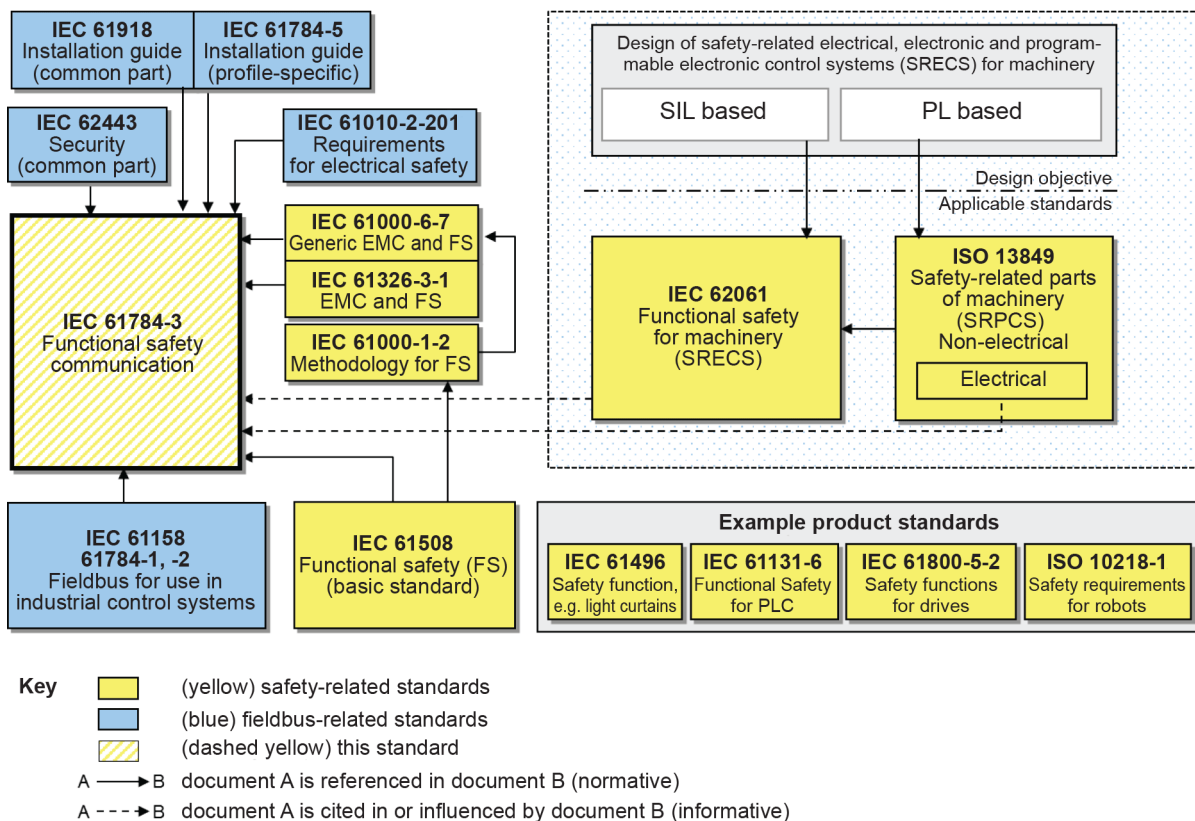 IEC 61918
Installation guide
(common part)
IEC 61784-5
Installation guide
(profile-specific)
IEC 62443
Security
(common part)
IEC 61010-2-201
Requirements
for electrical safety
IEC 61000-6-7
Generic EMC and FS
IEC 61326-3-1
EMC and FS
IEC 61000-1-2
Methodology for FS
IEC 61784-3
Functional safety
communication
IEC 61158
61784-1, -2
Fieldbus for use in
industrial control systems
IEC 61508
Functional safety (FS)
(basic standard)
Design of safety-related electrical, electronic and program-
mable electronic control systems (SRECS) for machinery
SIL based
PL based
Design objective
Applicable standards
IEC 62061
Functional safety
for machinery
(SRECS)
ISO 13849
Safety-related parts
of machinery
(SRPCS)
Non-electrical
Electrical
Example product standards
IEC 61496
Safety function,
e.g. light curtains
IEC 61131-6
Functional Safety
for PLC
IEC 61800-5-2
Safety functions
for drives
ISO 10218-1
Safety requirements
for robots
Key
(yellow) safety-related standards
(blue) fieldbus-related standards
(dashed yellow) this standard
A B document A is referenced in document B (normative)
A B document A is cited in or influenced by document B (informative)